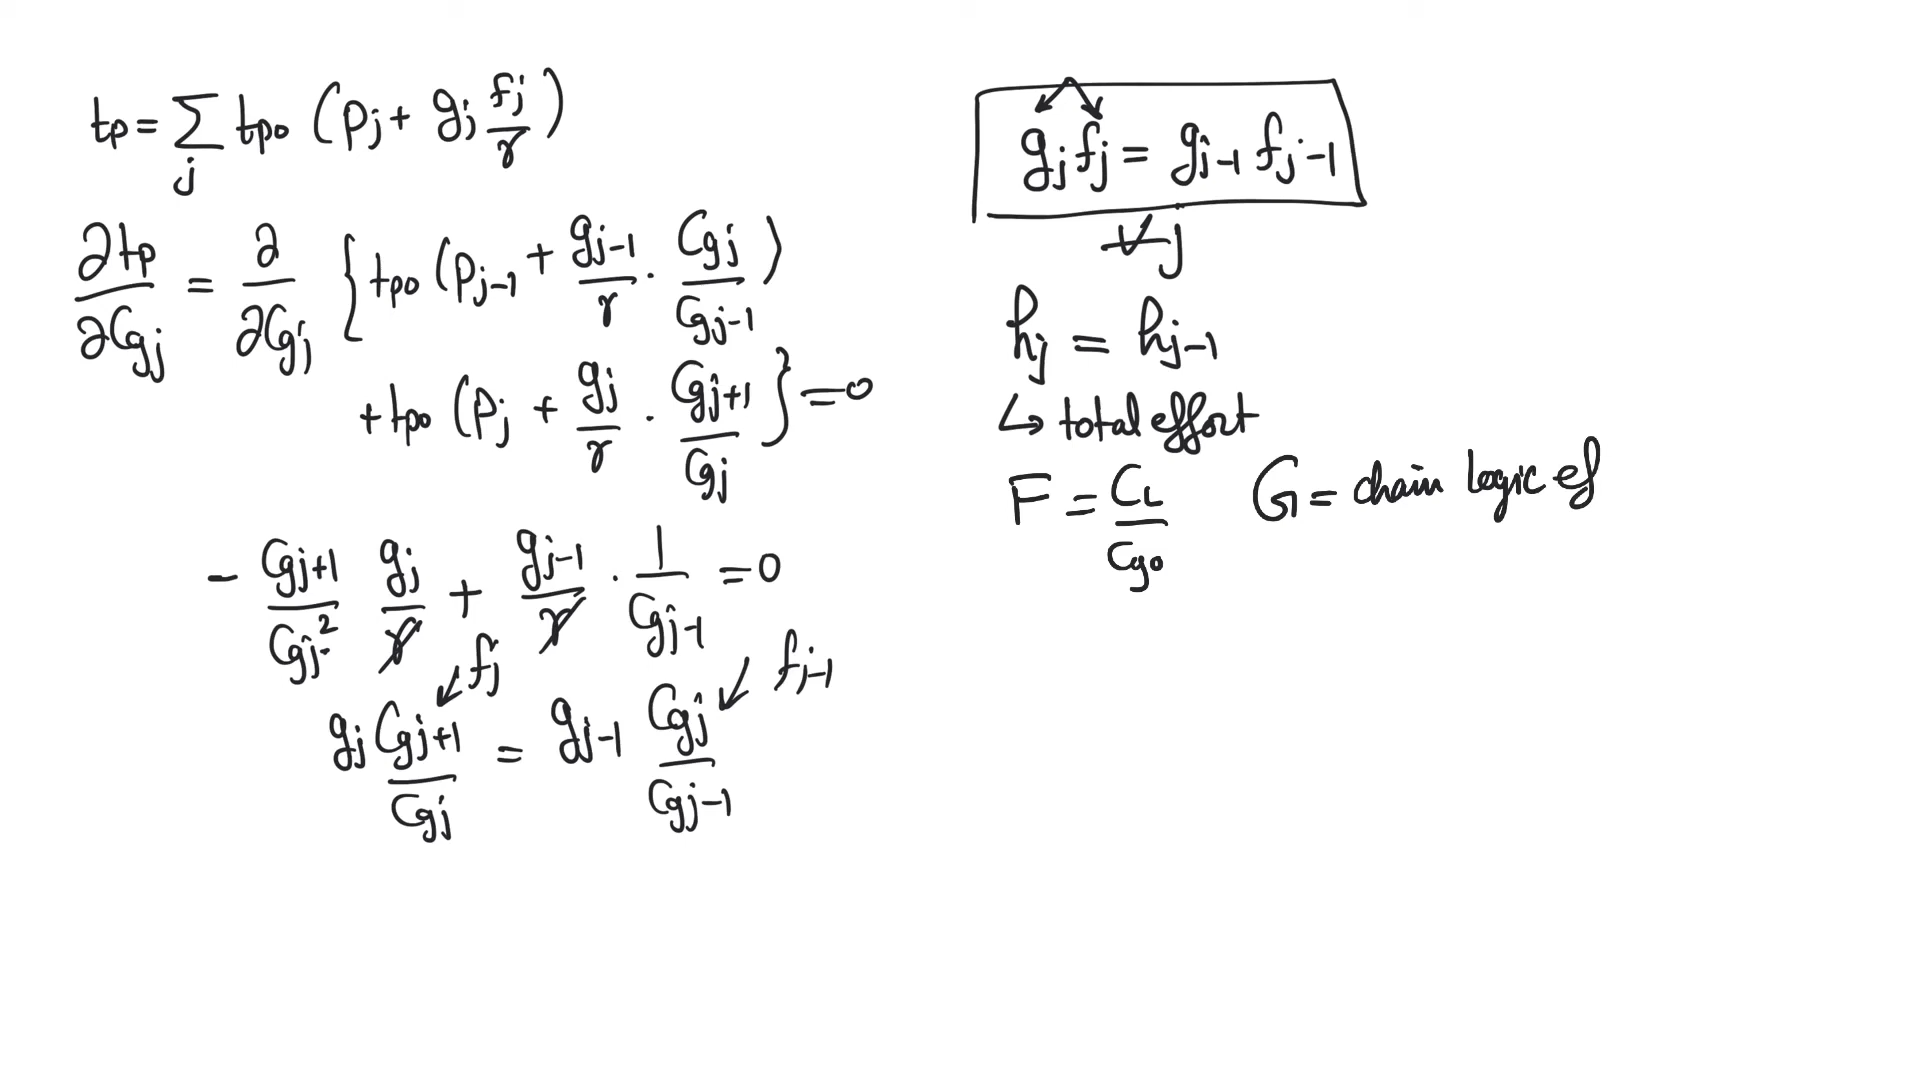 tp = Σ_j tpo (Pj + gj fj/γ)
∂tp/∂Cgj = ∂/∂Cgj { tpo (Pj-1 + gj-1/γ · Cgj/Cgj-1)
+ tpo (Pj + gj/γ · Cgj+1/Cgj } = 0
- Cgj+1/Cgj² gj/γ + gj-1/γ · 1/Cgj-1 = 0
fj fj-1
gj Cgj+1/Cgj = gj-1 Cgj/Cgj-1
gj fj = gj-1 fj-1
∀j
hj = hj-1
↳ total effort
F = CL/Cgo G = chain logic ef